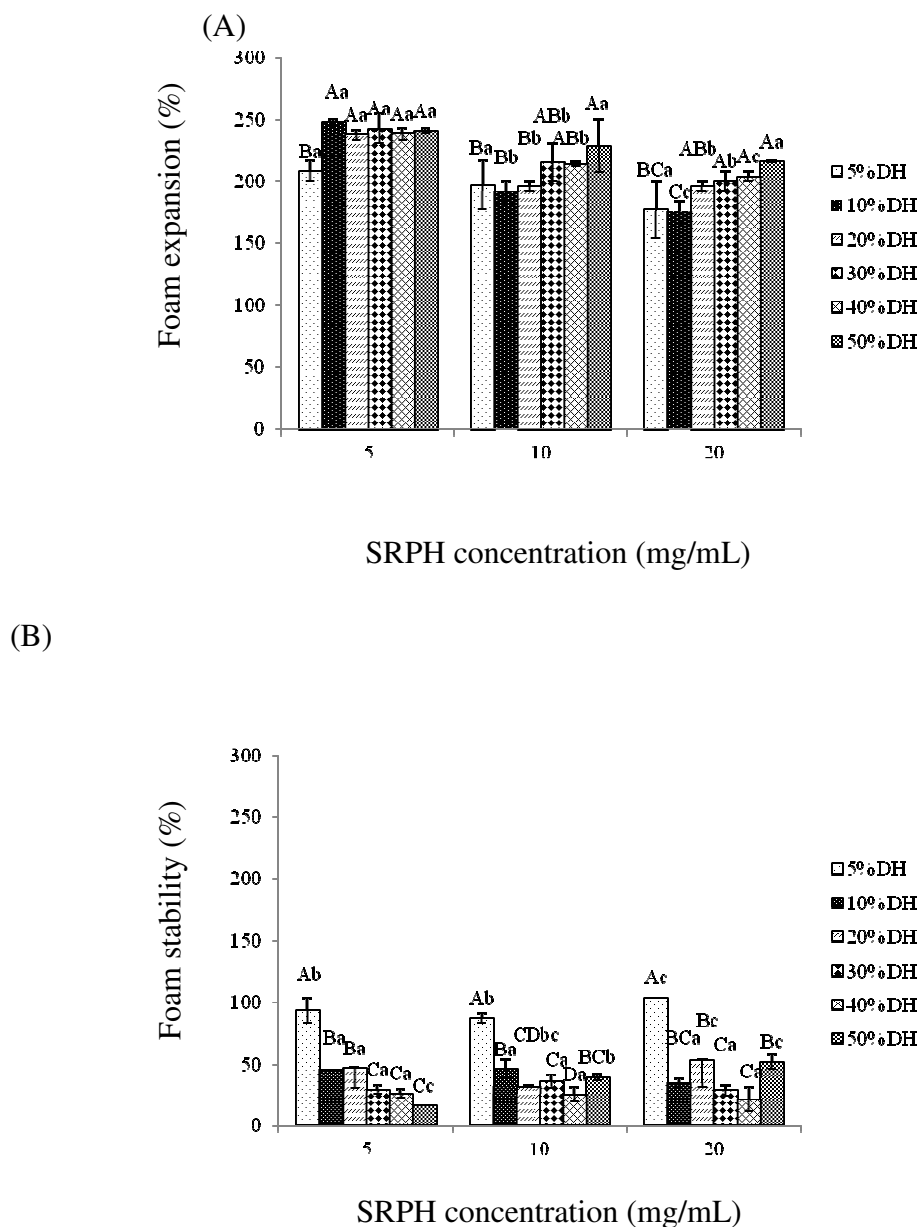 (A)
Foam expansion (%)
300
250
200
150
100
50
0
Ba Aa Aa Aa Aa Aa
Ba Bb Bb ABb ABb Aa
BCa Cc ABb Ab Ac Aa
5 10 20
SRPH concentration (mg/mL)
5%DH
10%DH
20%DH
30%DH
40%DH
50%DH
(B)
Foam stability (%)
300
250
200
150
100
50
0
Ab Ba Ba Ca Ca Cc
Ab Ba CDbc Ca Da BCb
Ac BCa Bc Ca Ca Bc
5 10 20
SRPH concentration (mg/mL)
5%DH
10%DH
20%DH
30%DH
40%DH
50%DH